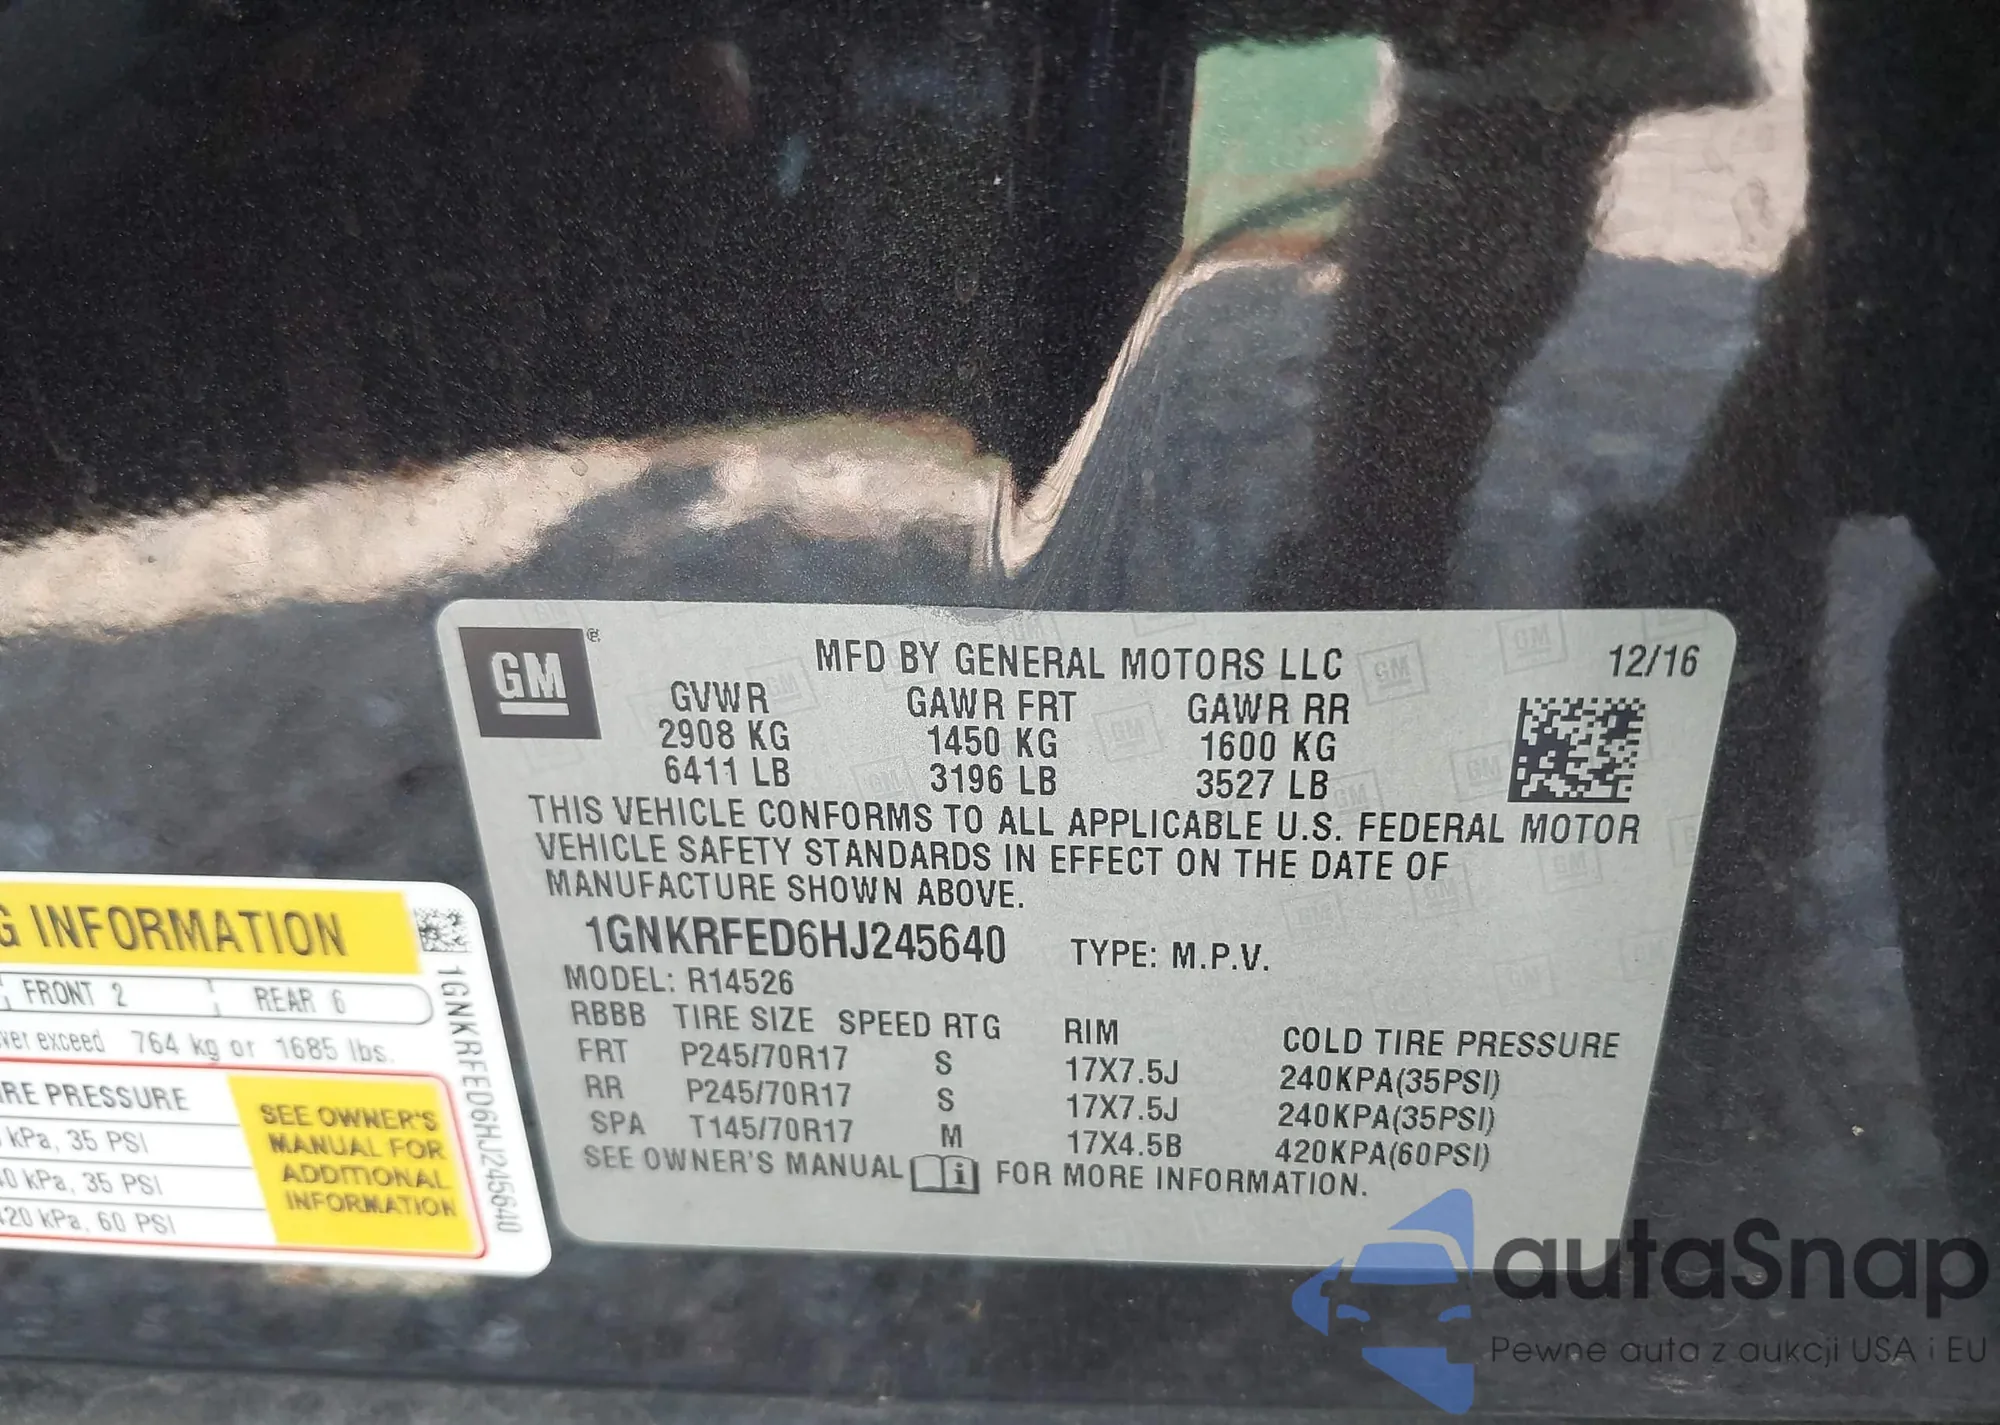 GM
®
MFD BY GENERAL MOTORS LLC 12/16
GVWR GAWR FRT GAWR RR
2908 KG 1450 KG 1600 KG
6411 LB 3196 LB 3527 LB
THIS VEHICLE CONFORMS TO ALL APPLICABLE U.S. FEDERAL MOTOR
VEHICLE SAFETY STANDARDS IN EFFECT ON THE DATE OF
MANUFACTURE SHOWN ABOVE.
1GNKRFED6HJ245640 TYPE: M.P.V.
MODEL: R14526
RBBB TIRE SIZE SPEED RTG RIM COLD TIRE PRESSURE
FRT P245/70R17 S 17X7.5J 240KPA(35PSI)
RR P245/70R17 S 17X7.5J 240KPA(35PSI)
SPA T145/70R17 M 17X4.5B 420KPA(60PSI)
SEE OWNER'S MANUAL i FOR MORE INFORMATION.
G INFORMATION
FRONT 2 REAR 6
ver exceed 764 kg or 1685 lbs.
RE PRESSURE
kPa, 35 PSI
0 kPa, 35 PSI
20 kPa, 60 PSI
SEE OWNER'S
MANUAL FOR
ADDITIONAL
INFORMATION
1GNKRFED6HJ245640
autaSnap
Pewne auta z aukcji USA i EU